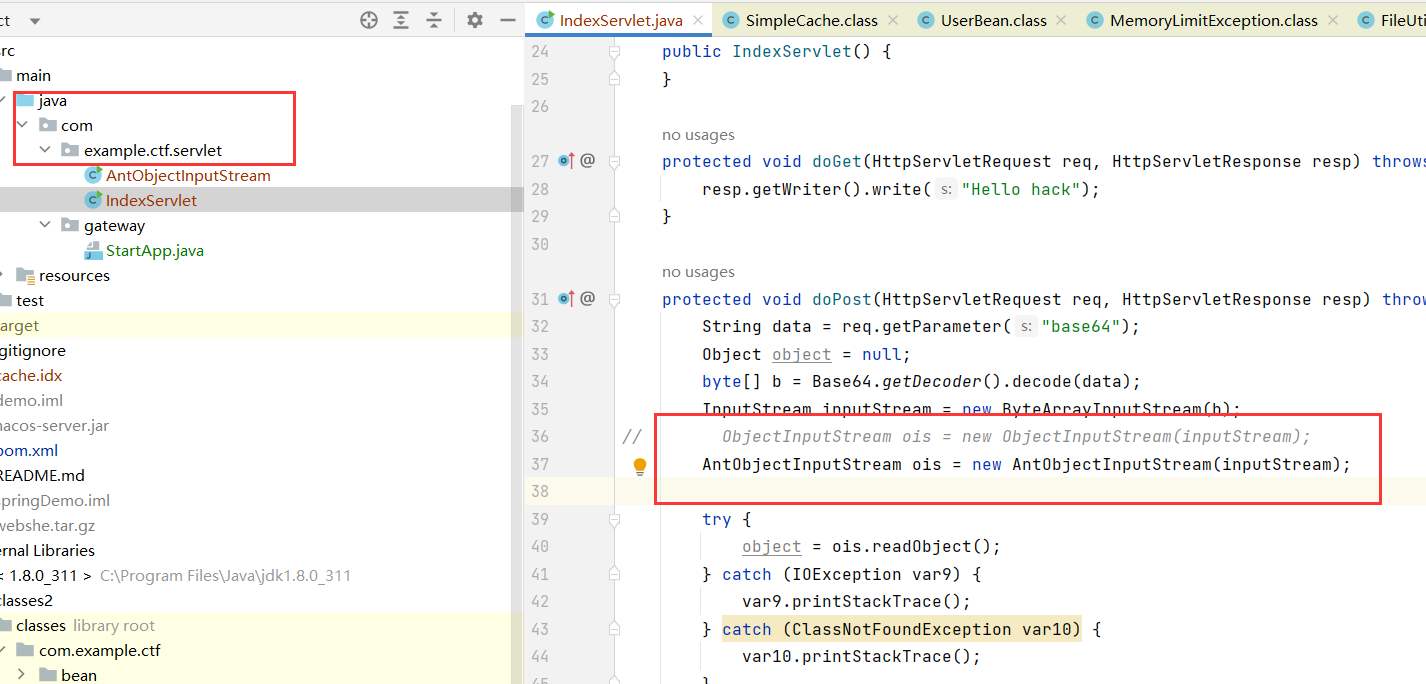 ct
IndexServlet.java
SimpleCache.class
UserBean.class
MemoryLimitException.class
FileUti
rc
main
java
com
example.ctf.servlet
AntObjectInputStream
IndexServlet
gateway
StartApp.java
resources
test
arget
gitignore
cache.idx
demo.iml
nacos-server.jar
pom.xml
README.md
springDemo.iml
webshe.tar.gz
ernal Libraries
< 1.8.0_311 > C:\Program Files\Java\jdk1.8.0_311
classes2
classes library root
com.example.ctf
bean
24 public IndexServlet() {
25 }
26
no usages
27 @ protected void doGet(HttpServletRequest req, HttpServletResponse resp) throws
28 resp.getWriter().write( s: "Hello hack");
29 }
30
no usages
31 @ protected void doPost(HttpServletRequest req, HttpServletResponse resp) throw
32 String data = req.getParameter( s: "base64");
33 Object object = null;
34 byte[] b = Base64.getDecoder().decode(data);
35 InputStream inputStream = new ByteArrayInputStream(b);
36 // ObjectInputStream ois = new ObjectInputStream(inputStream);
37 AntObjectInputStream ois = new AntObjectInputStream(inputStream);
38
39 try {
40 object = ois.readObject();
41 } catch (IOException var9) {
42 var9.printStackTrace();
43 } catch (ClassNotFoundException var10) {
44 var10.printStackTrace();
45 }